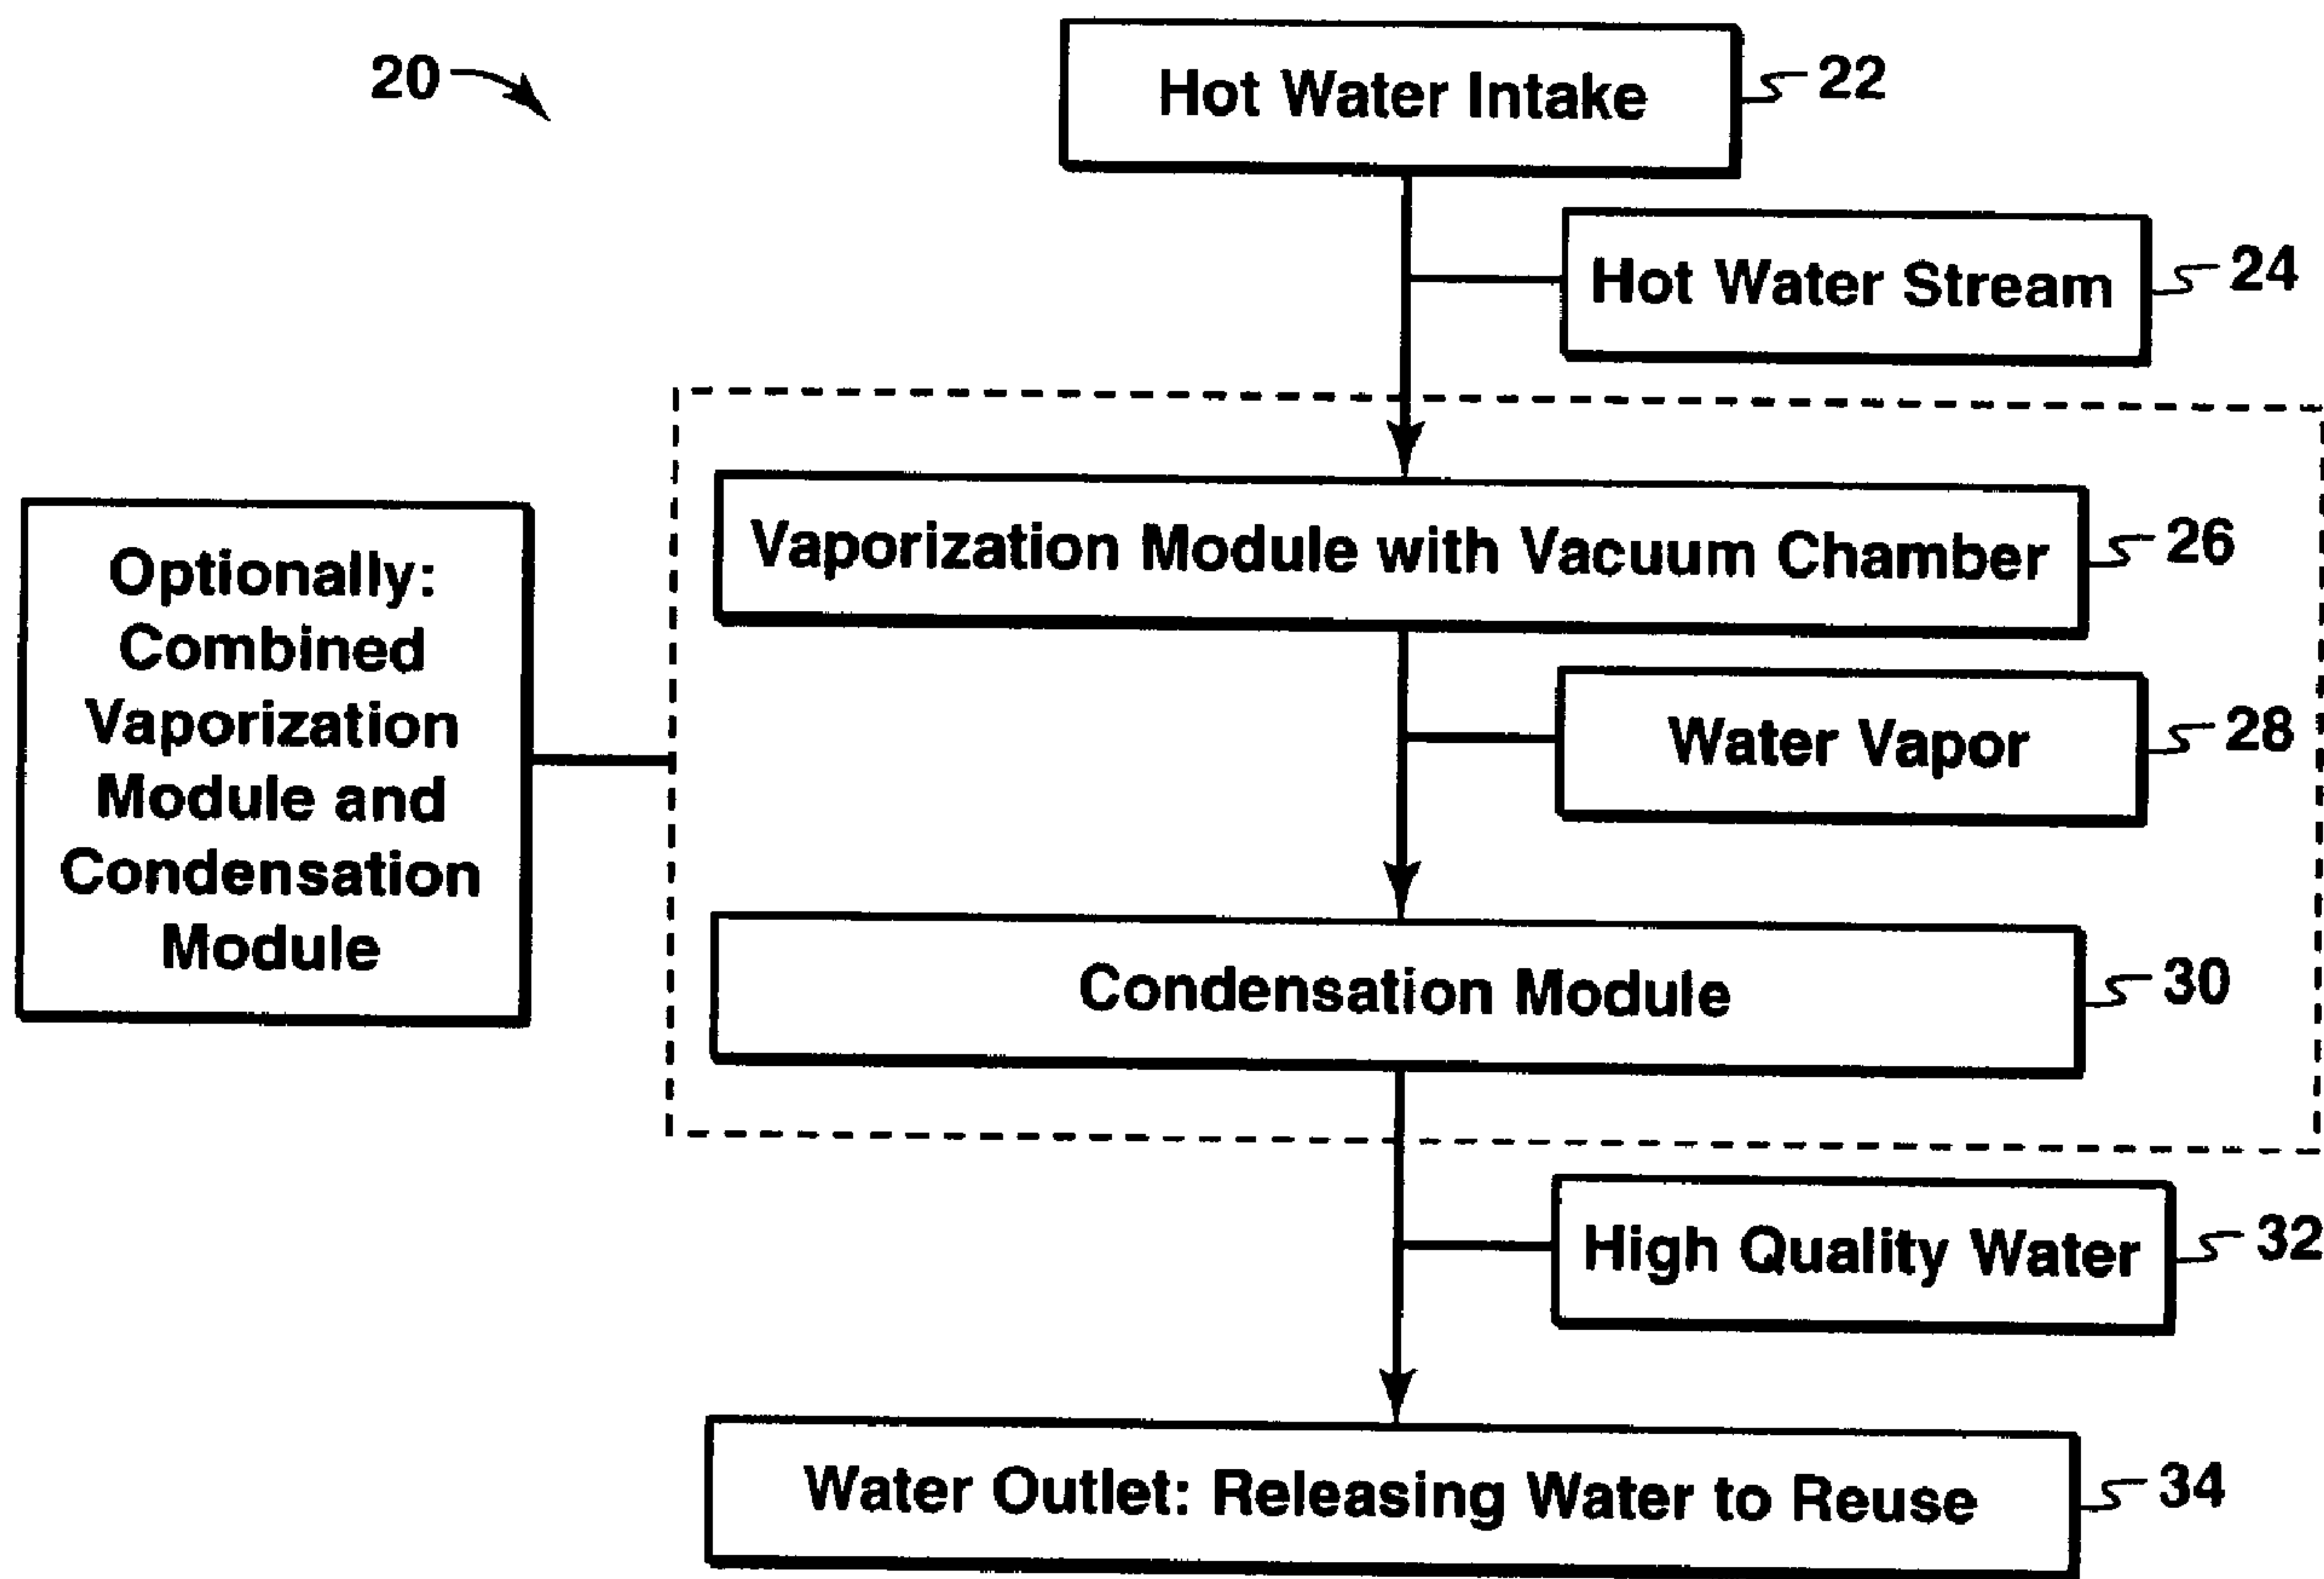 20
Hot Water Intake
22
Hot Water Stream
24
Vaporization Module with Vacuum Chamber
26
Optionally:
Combined
Vaporization
Module and
Condensation
Module
Water Vapor
28
Condensation Module
30
High Quality Water
32
Water Outlet: Releasing Water to Reuse
34